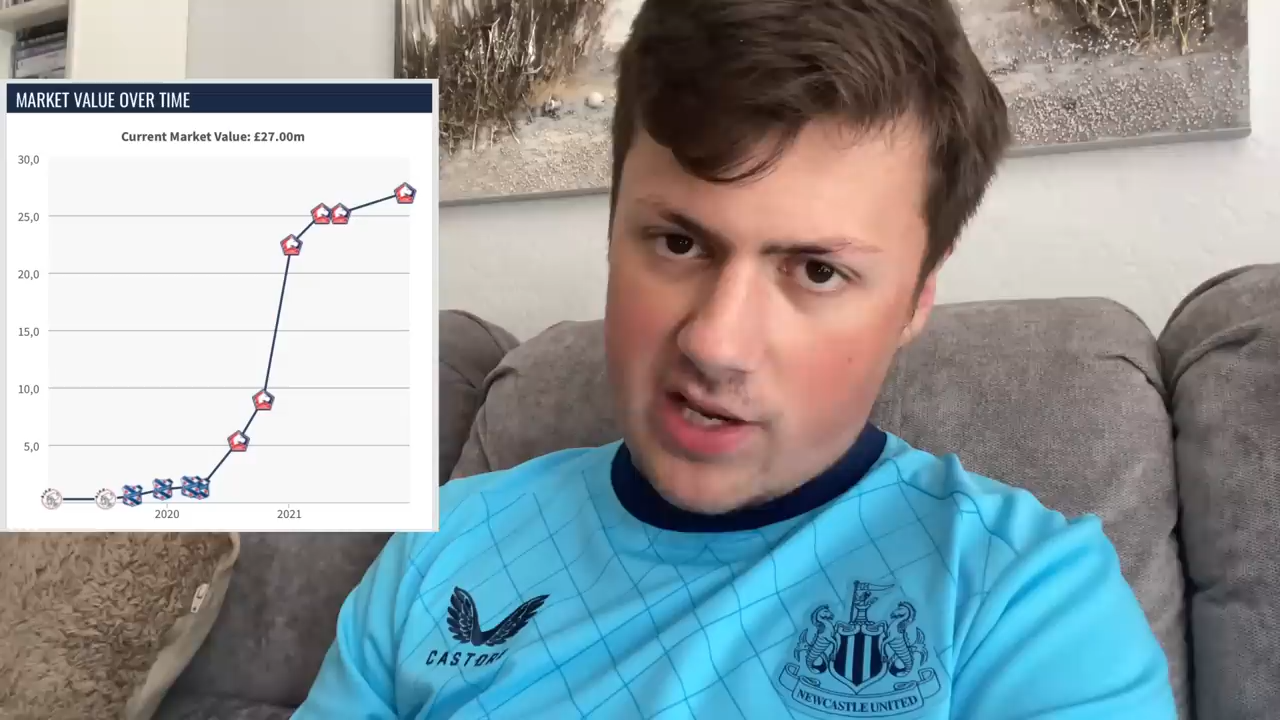 MARKET VALUE OVER TIME
Current Market Value: £27.00m
30,0
25,0
20,0
15,0
10,0
5,0
2020
2021
CASTORE
NEWCASTLE UNITED